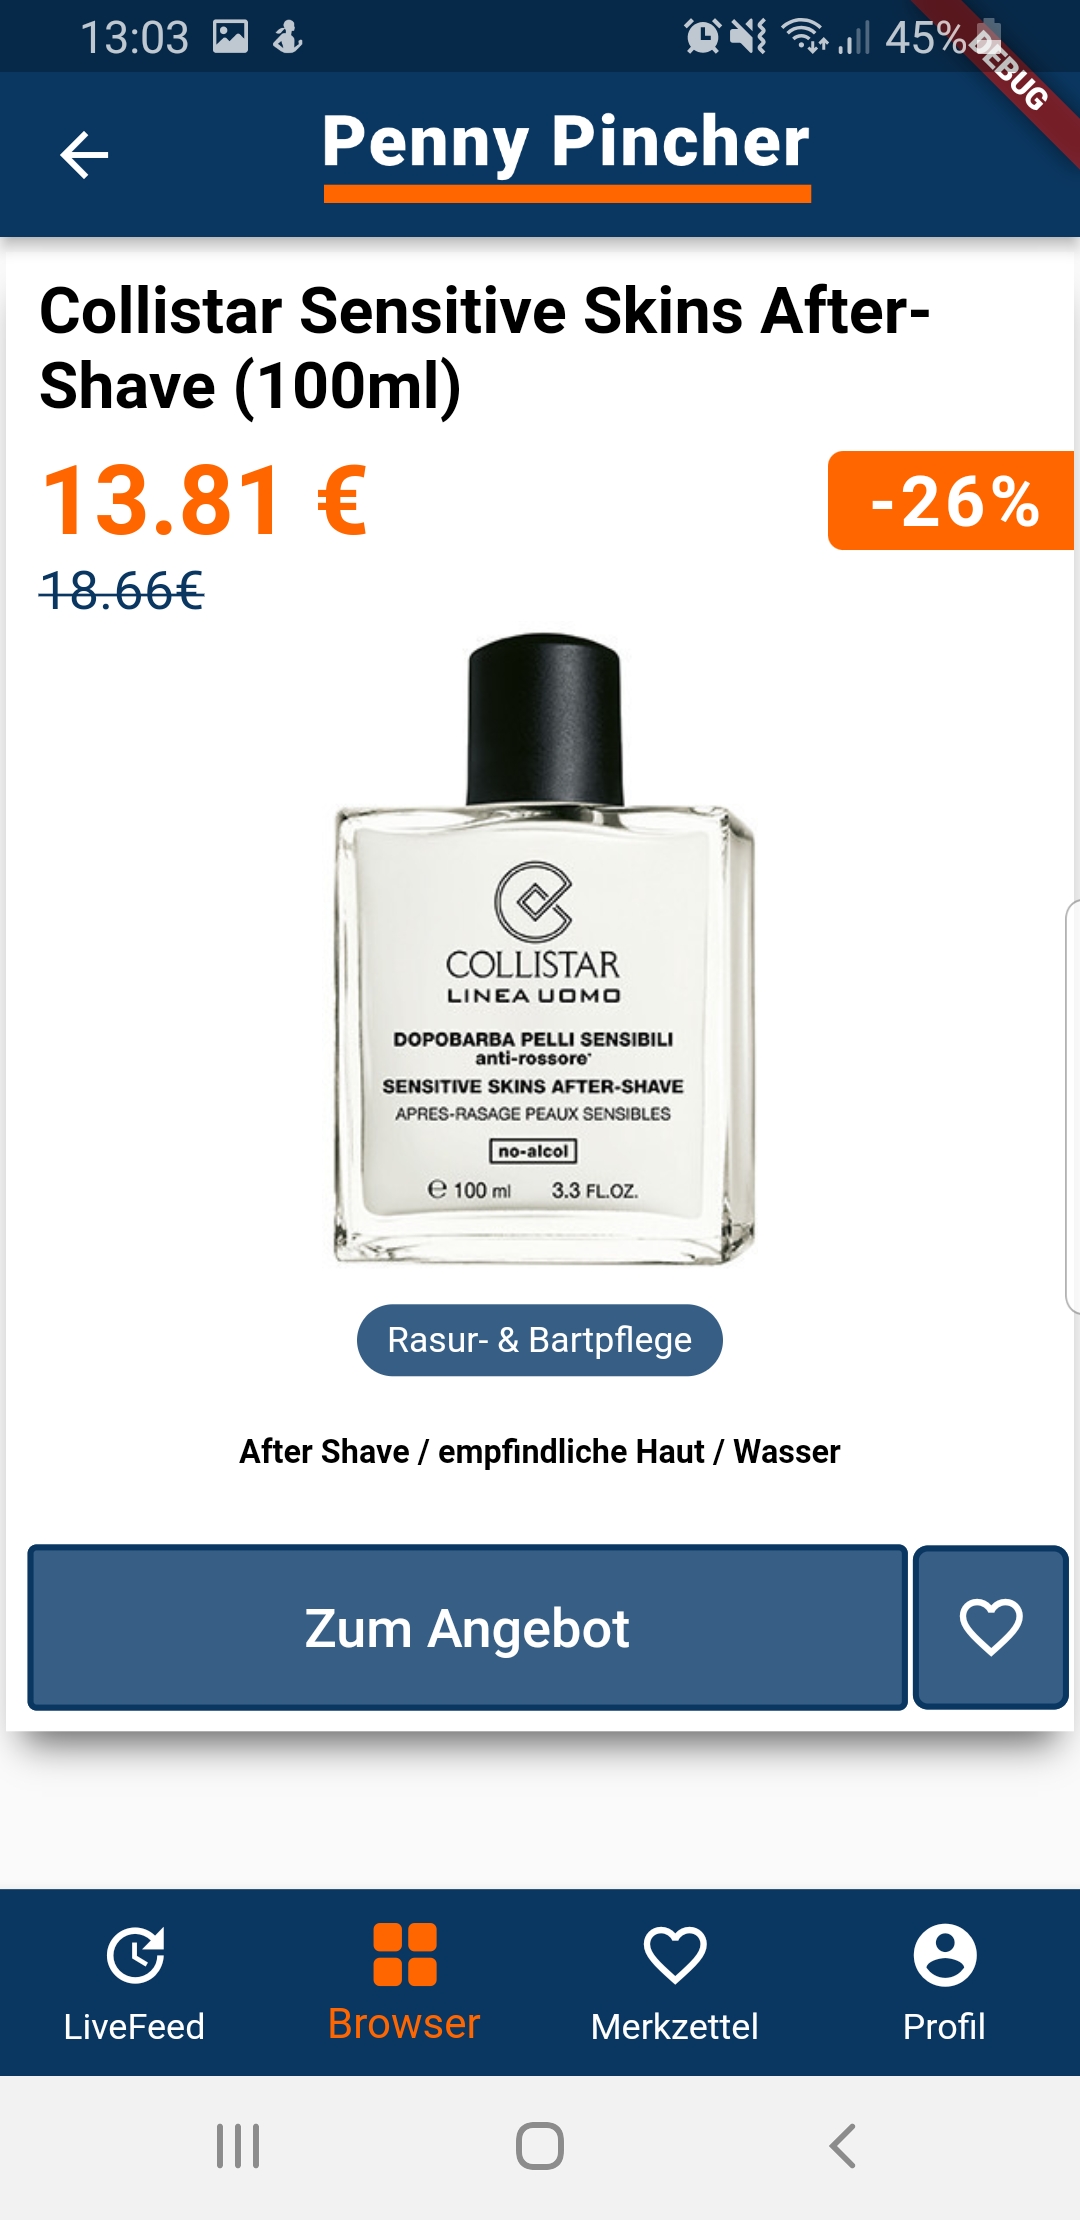 13:03
45%
DEBUG
Penny Pincher
Collistar Sensitive Skins After-
Shave (100ml)
13.81 €
-26%
18.66€
COLLISTAR
LINEA UOMO
DOPOBARBA PELLI SENSIBILI
anti-rossore*
SENSITIVE SKINS AFTER-SHAVE
APRES-RASAGE PEAUX SENSIBLES
no-alcol
℮ 100 ml 3.3 FL.OZ.
Rasur- & Bartpflege
After Shave / empfindliche Haut / Wasser
Zum Angebot
LiveFeed
Browser
Merkzettel
Profil